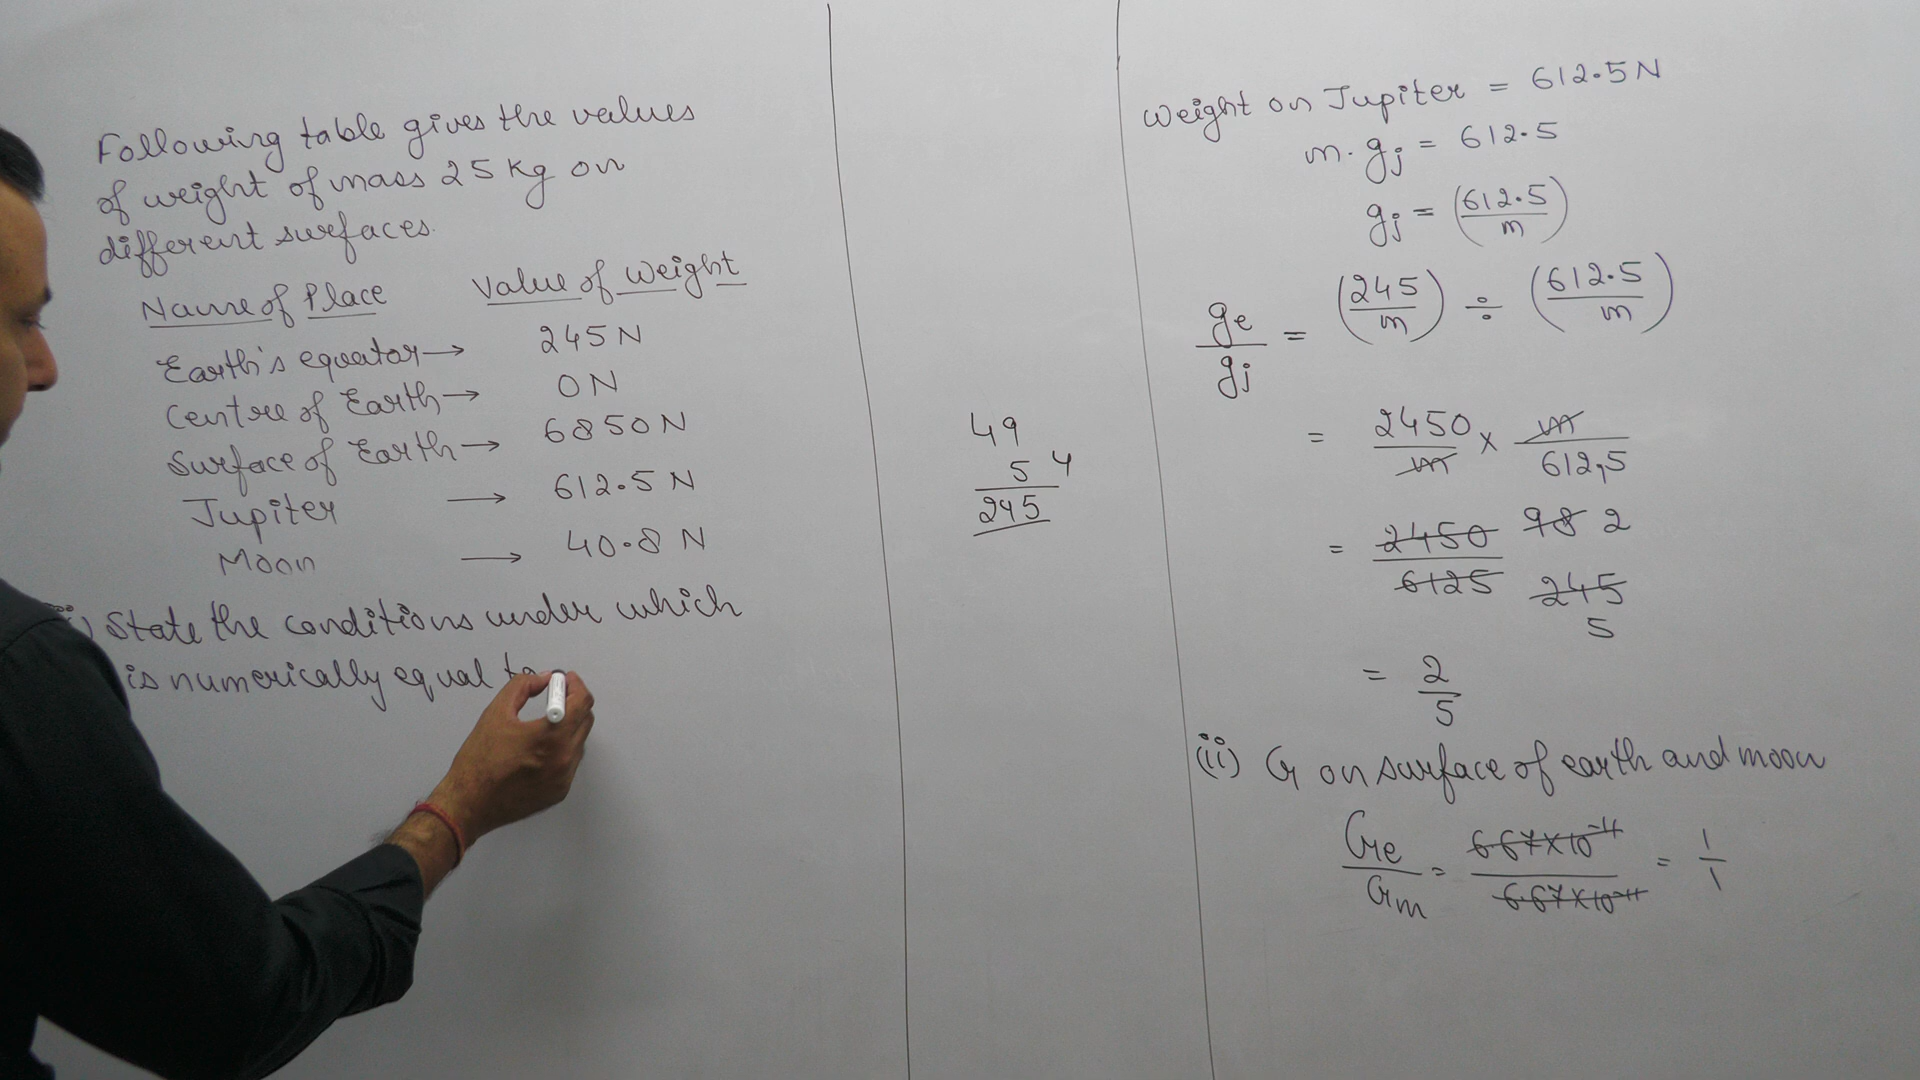 Following table gives the values
of weight of mass 25 kg on
different surfaces.
Name of Place Value of Weight
Earth's equator → 245 N
Centre of Earth → 0 N
Surface of Earth → 6850 N
Jupiter → 612.5 N
Moon → 40.8 N
State the conditions under which
is numerically equal to
49
5 4
245
Weight on Jupiter = 612.5 N
m. gj = 612.5
gj = (612.5/m)
ge/gj = (245/m) ÷ (612.5/m)
= 2450/m × m/612,5
= 2450/6125 98/245 2/5
= 2/5
(ii) G on surface of earth and moon
Ge/Gm = 6.67×10⁻¹¹/6.67×10⁻¹¹ = 1/1